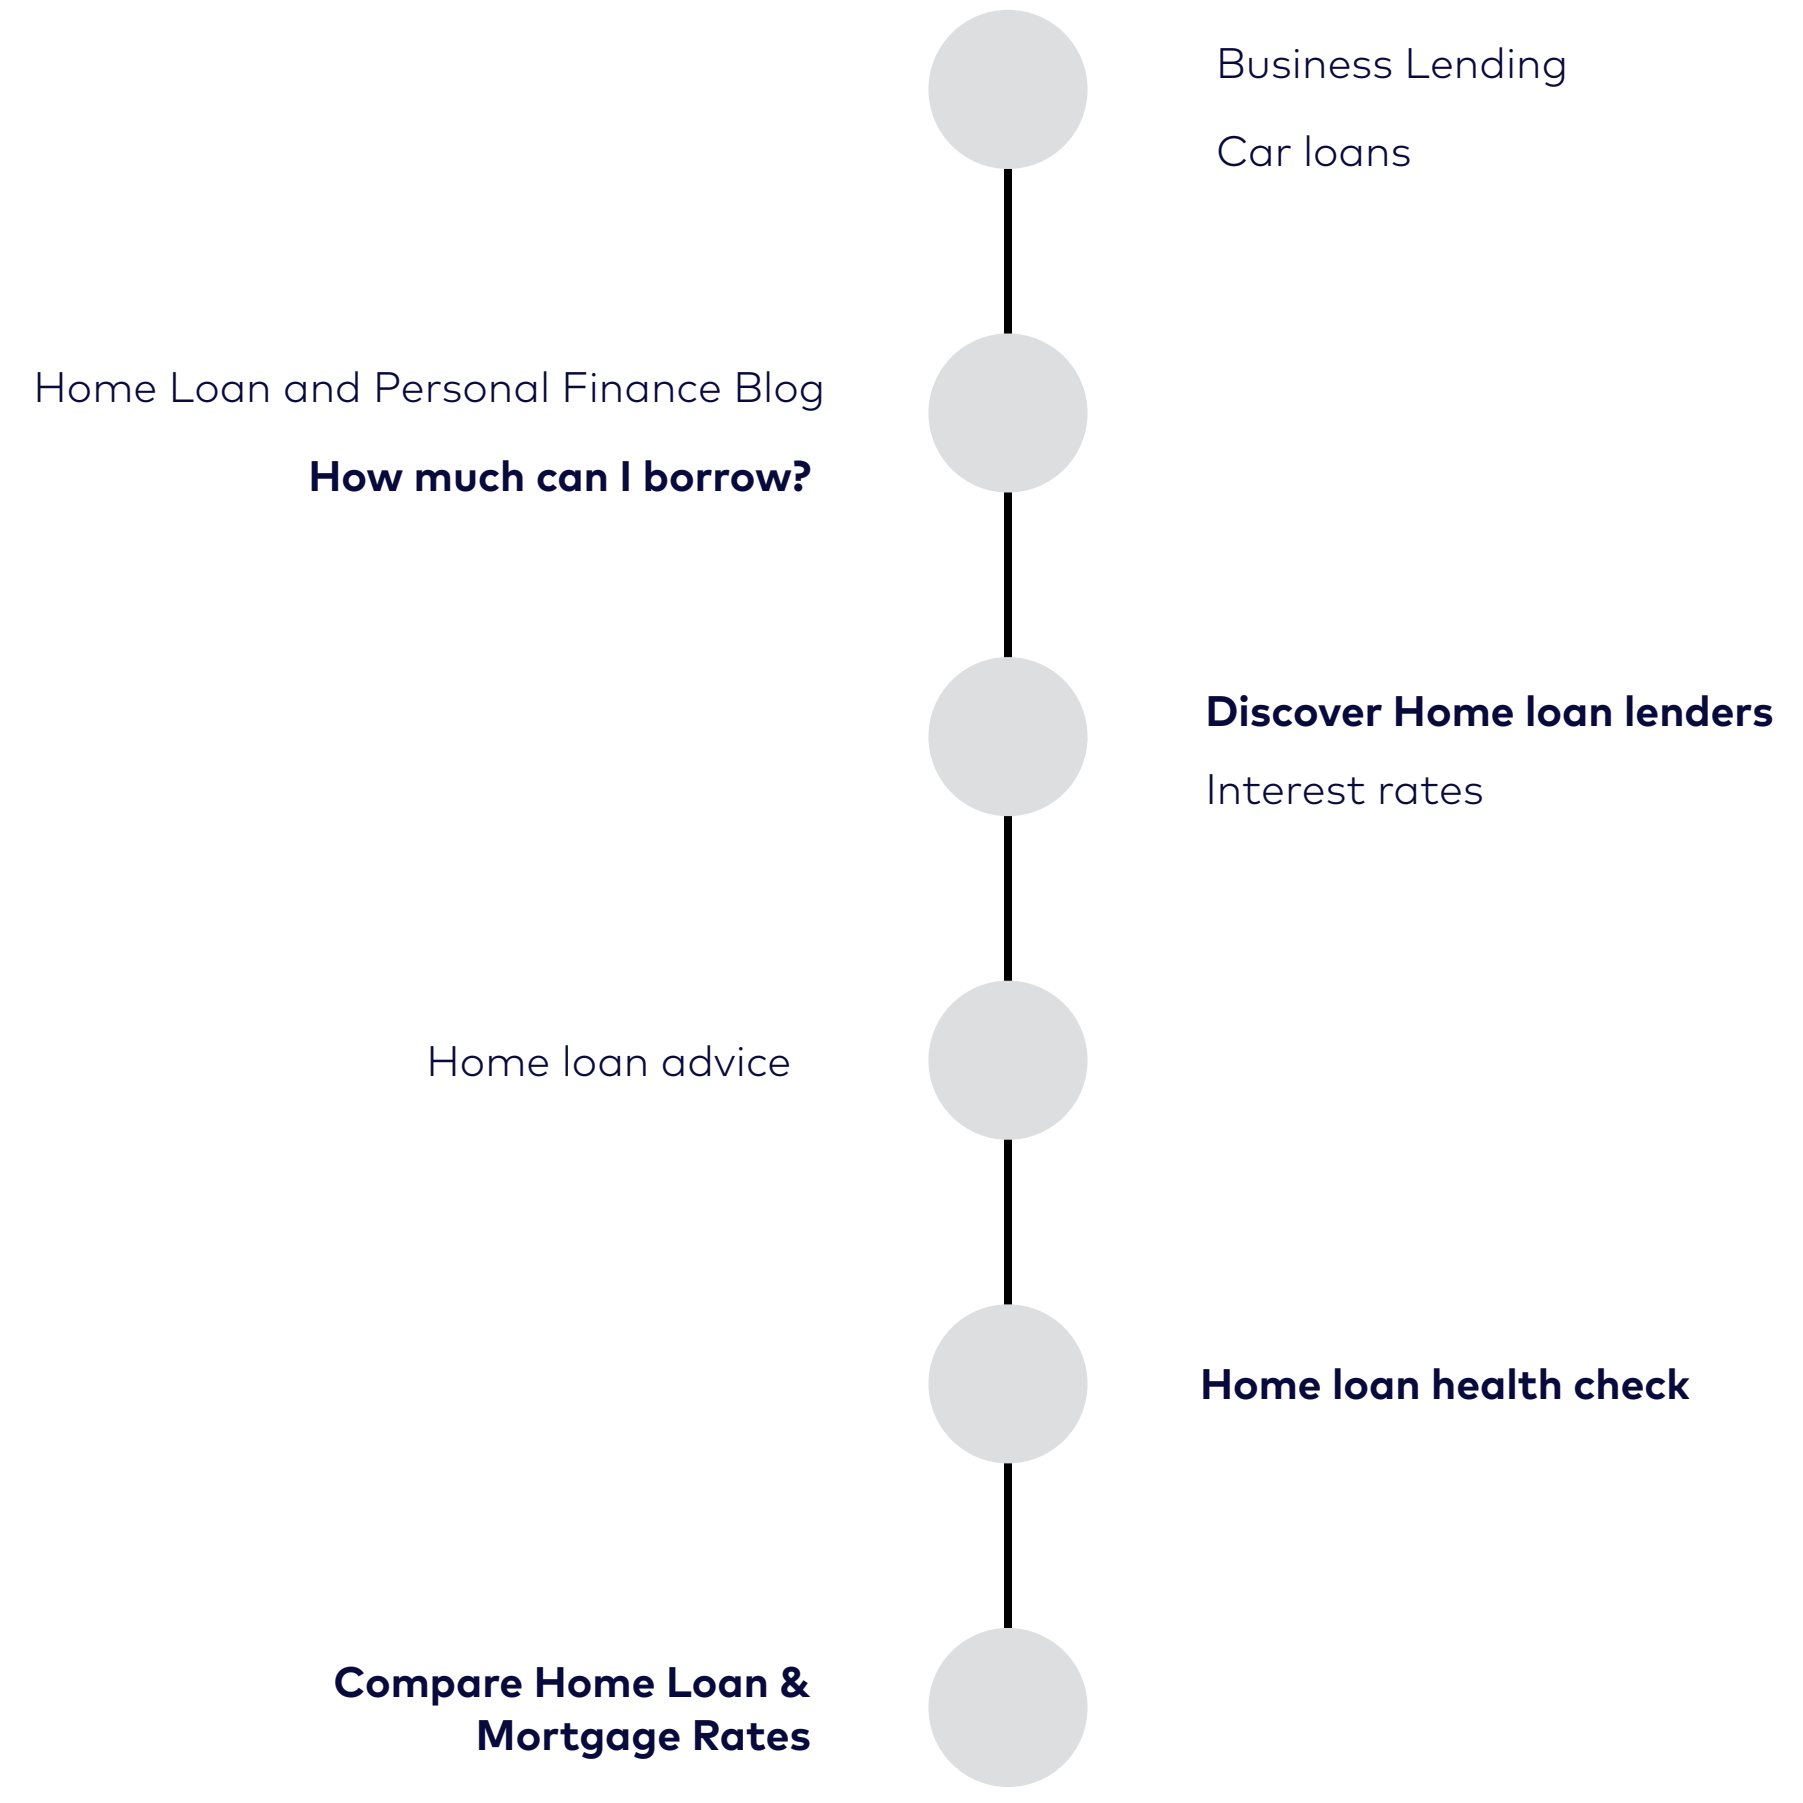 Business Lending
Car loans
Home Loan and Personal Finance Blog
How much can I borrow?
Discover Home loan lenders
Interest rates
Home loan advice
Home loan health check
Compare Home Loan &
Mortgage Rates